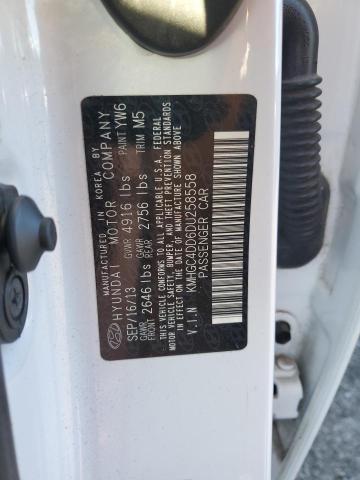 MANUFACTURED IN KOREA BY
HYUNDAI MOTOR COMPANY
SEP/16/13 GVWR 4916 lbs PAINT YW6
GAWR FRONT 2646 lbs GAWR REAR 2756 lbs TRIM M5
THIS VEHICLE CONFORMS TO ALL APPLICABLE U.S.A. FEDERAL
MOTOR VEHICLE SAFETY, BUMPER, AND THEFT PREVENTION STANDARDS
IN EFFECT ON THE DATE OF MANUFACTURE SHOWN ABOVE.
V.I.N KMHGC4DD6DU258558
PASSENGER CAR